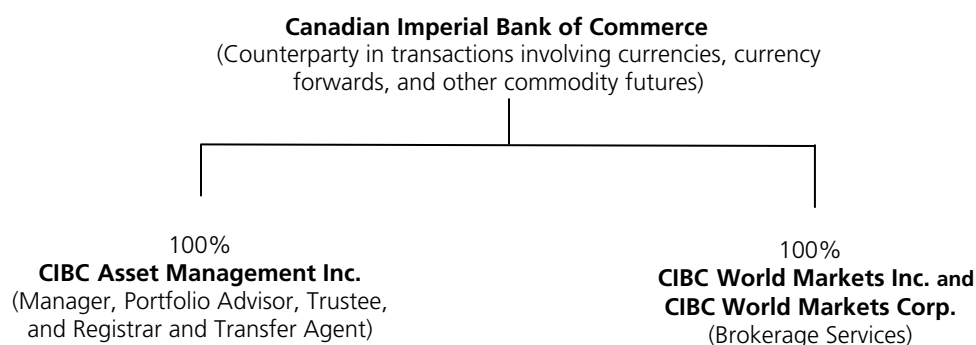 Canadian Imperial Bank of Commerce
(Counterparty in transactions involving currencies, currency
forwards, and other commodity futures)
100%
CIBC Asset Management Inc.
(Manager, Portfolio Advisor, Trustee,
and Registrar and Transfer Agent)
100%
CIBC World Markets Inc. and
CIBC World Markets Corp.
(Brokerage Services)